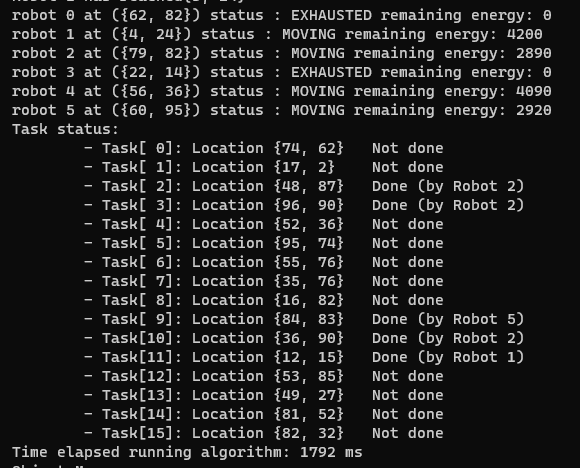 robot 0 at ({62, 82}) status : EXHAUSTED remaining energy: 0
robot 1 at ({4, 24}) status : MOVING remaining energy: 4200
robot 2 at ({79, 82}) status : MOVING remaining energy: 2890
robot 3 at ({22, 14}) status : EXHAUSTED remaining energy: 0
robot 4 at ({56, 36}) status : MOVING remaining energy: 4090
robot 5 at ({60, 95}) status : MOVING remaining energy: 2920
Task status:
- Task[ 0]: Location {74, 62} Not done
- Task[ 1]: Location {17, 2} Not done
- Task[ 2]: Location {48, 87} Done (by Robot 2)
- Task[ 3]: Location {96, 90} Done (by Robot 2)
- Task[ 4]: Location {52, 36} Not done
- Task[ 5]: Location {95, 74} Not done
- Task[ 6]: Location {55, 76} Not done
- Task[ 7]: Location {35, 76} Not done
- Task[ 8]: Location {16, 82} Not done
- Task[ 9]: Location {84, 83} Done (by Robot 5)
- Task[10]: Location {36, 90} Done (by Robot 2)
- Task[11]: Location {12, 15} Done (by Robot 1)
- Task[12]: Location {53, 85} Not done
- Task[13]: Location {49, 27} Not done
- Task[14]: Location {81, 52} Not done
- Task[15]: Location {82, 32} Not done
Time elapsed running algorithm: 1792 ms